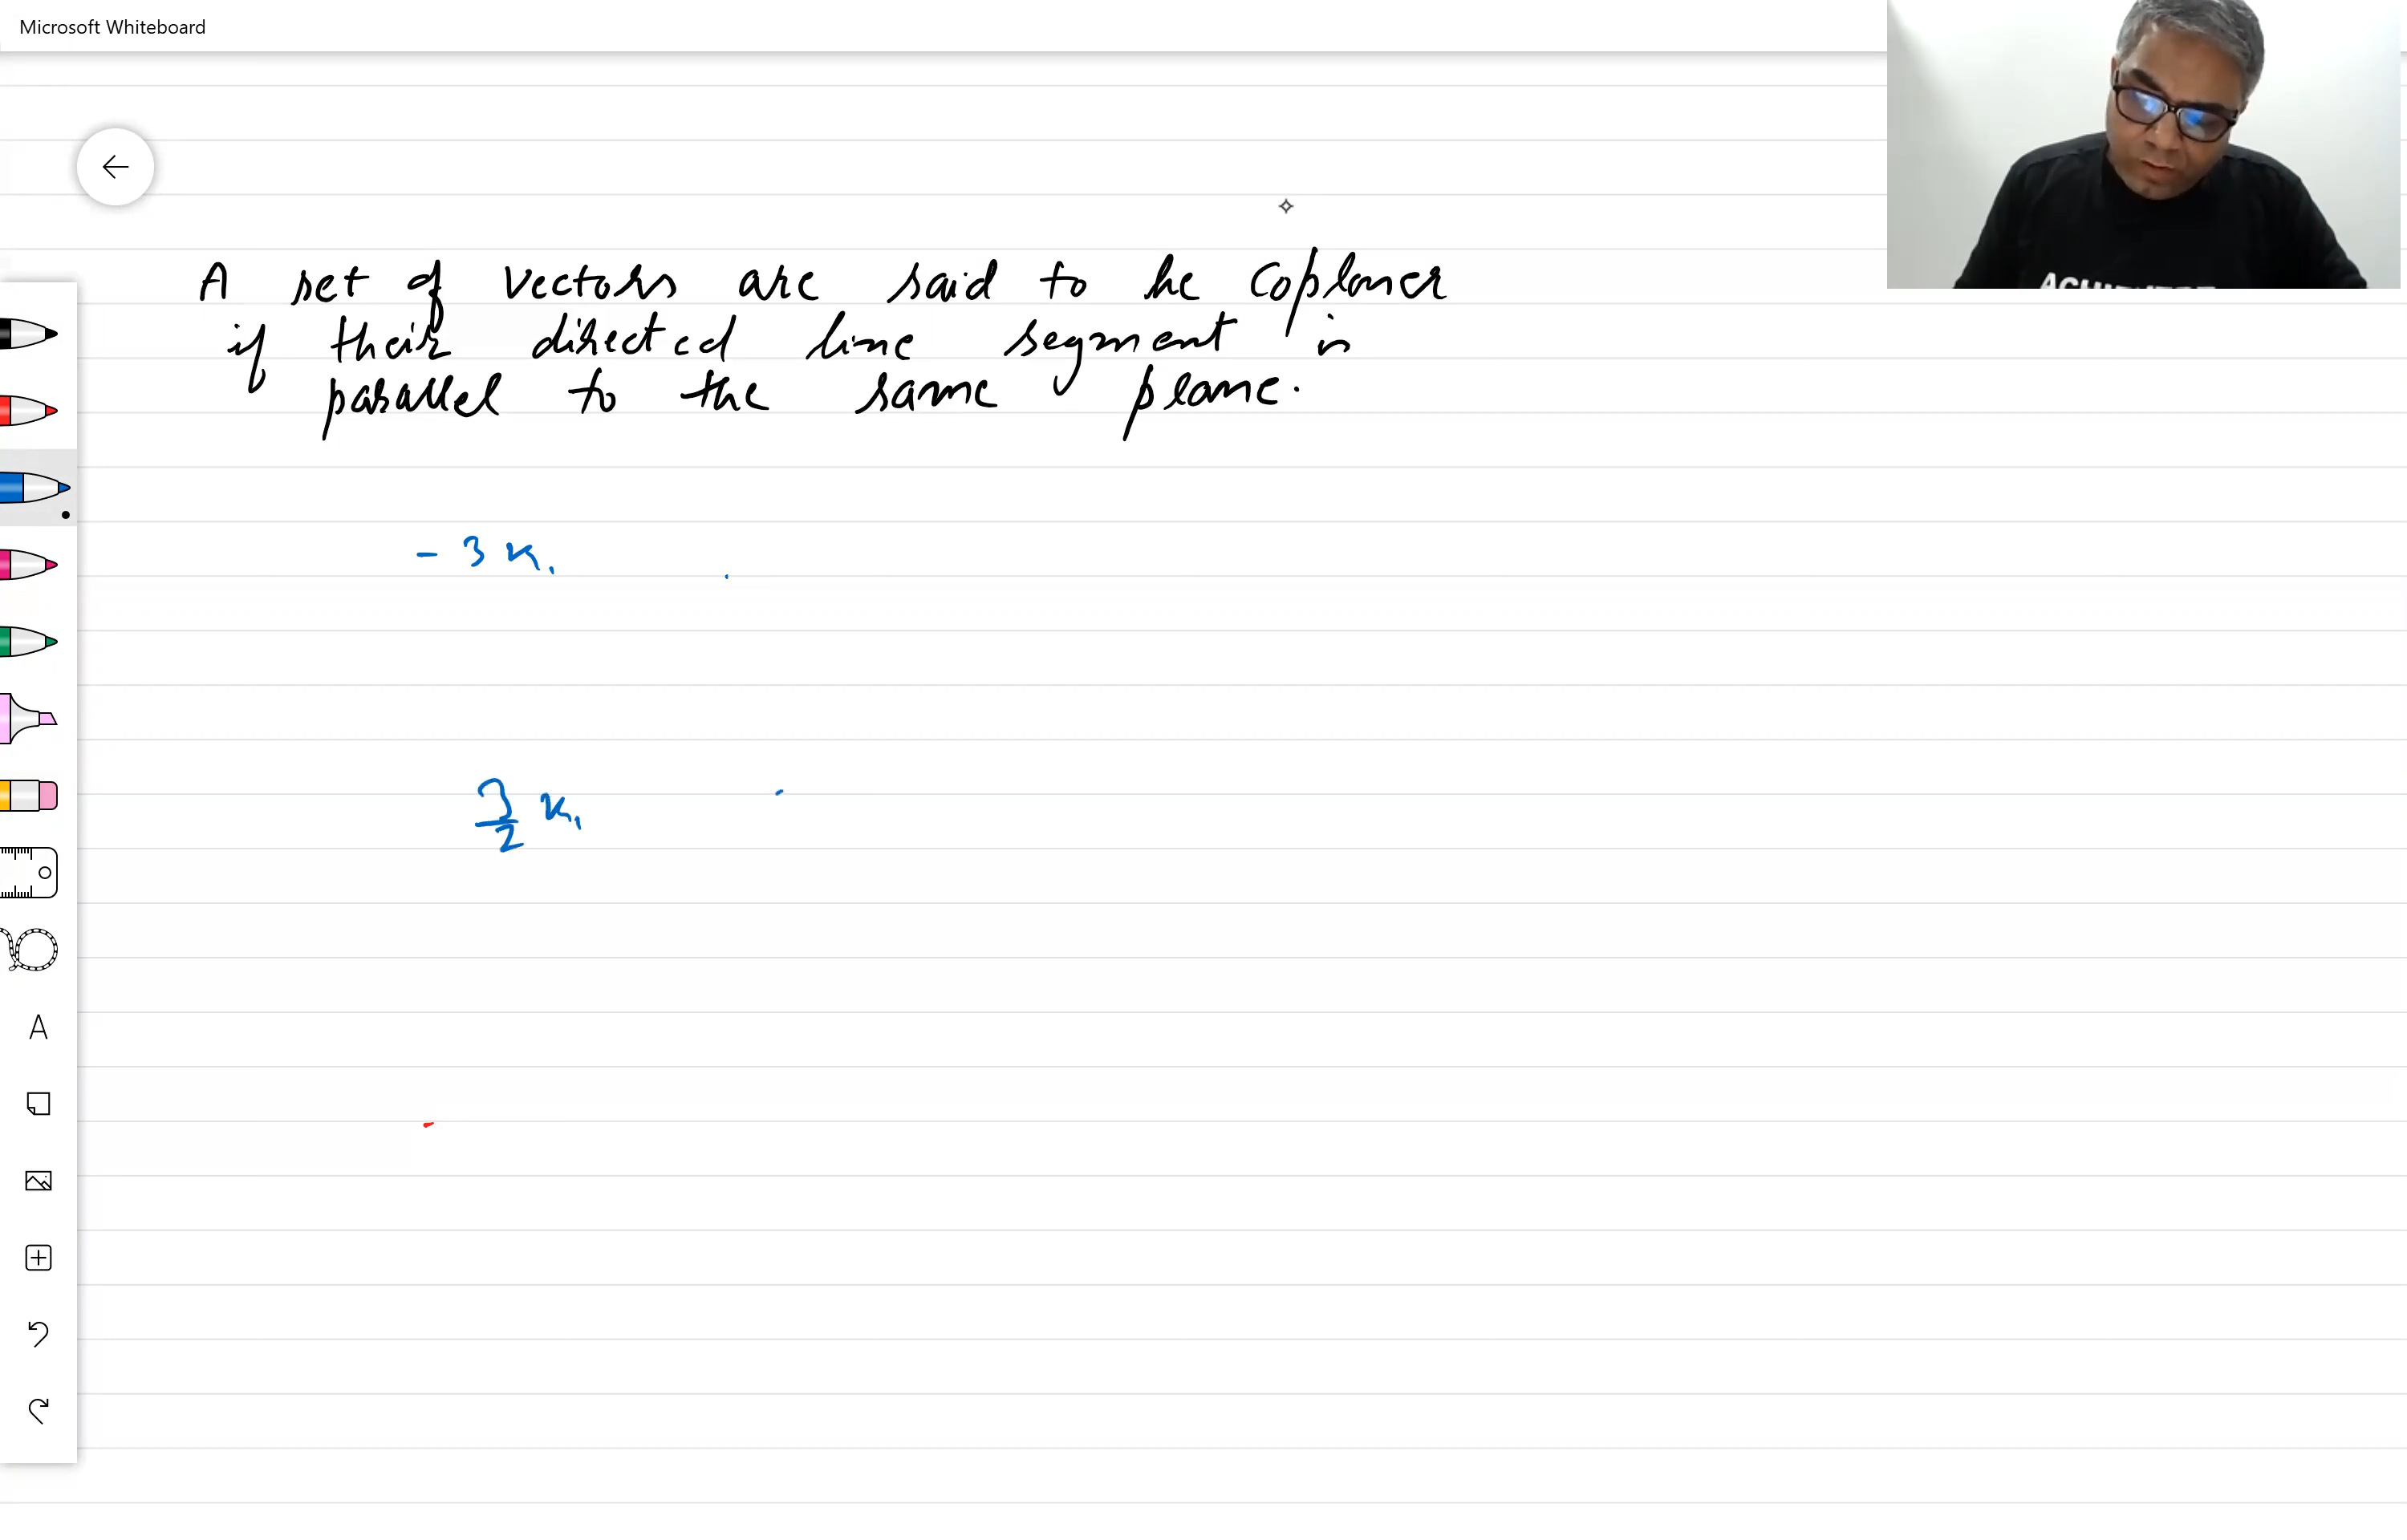 Microsoft Whiteboard
A set of vectors are said to be coplaner
if their directed line segment is
parallel to the same plane.
- 3 x₁
3/2 x₁
A